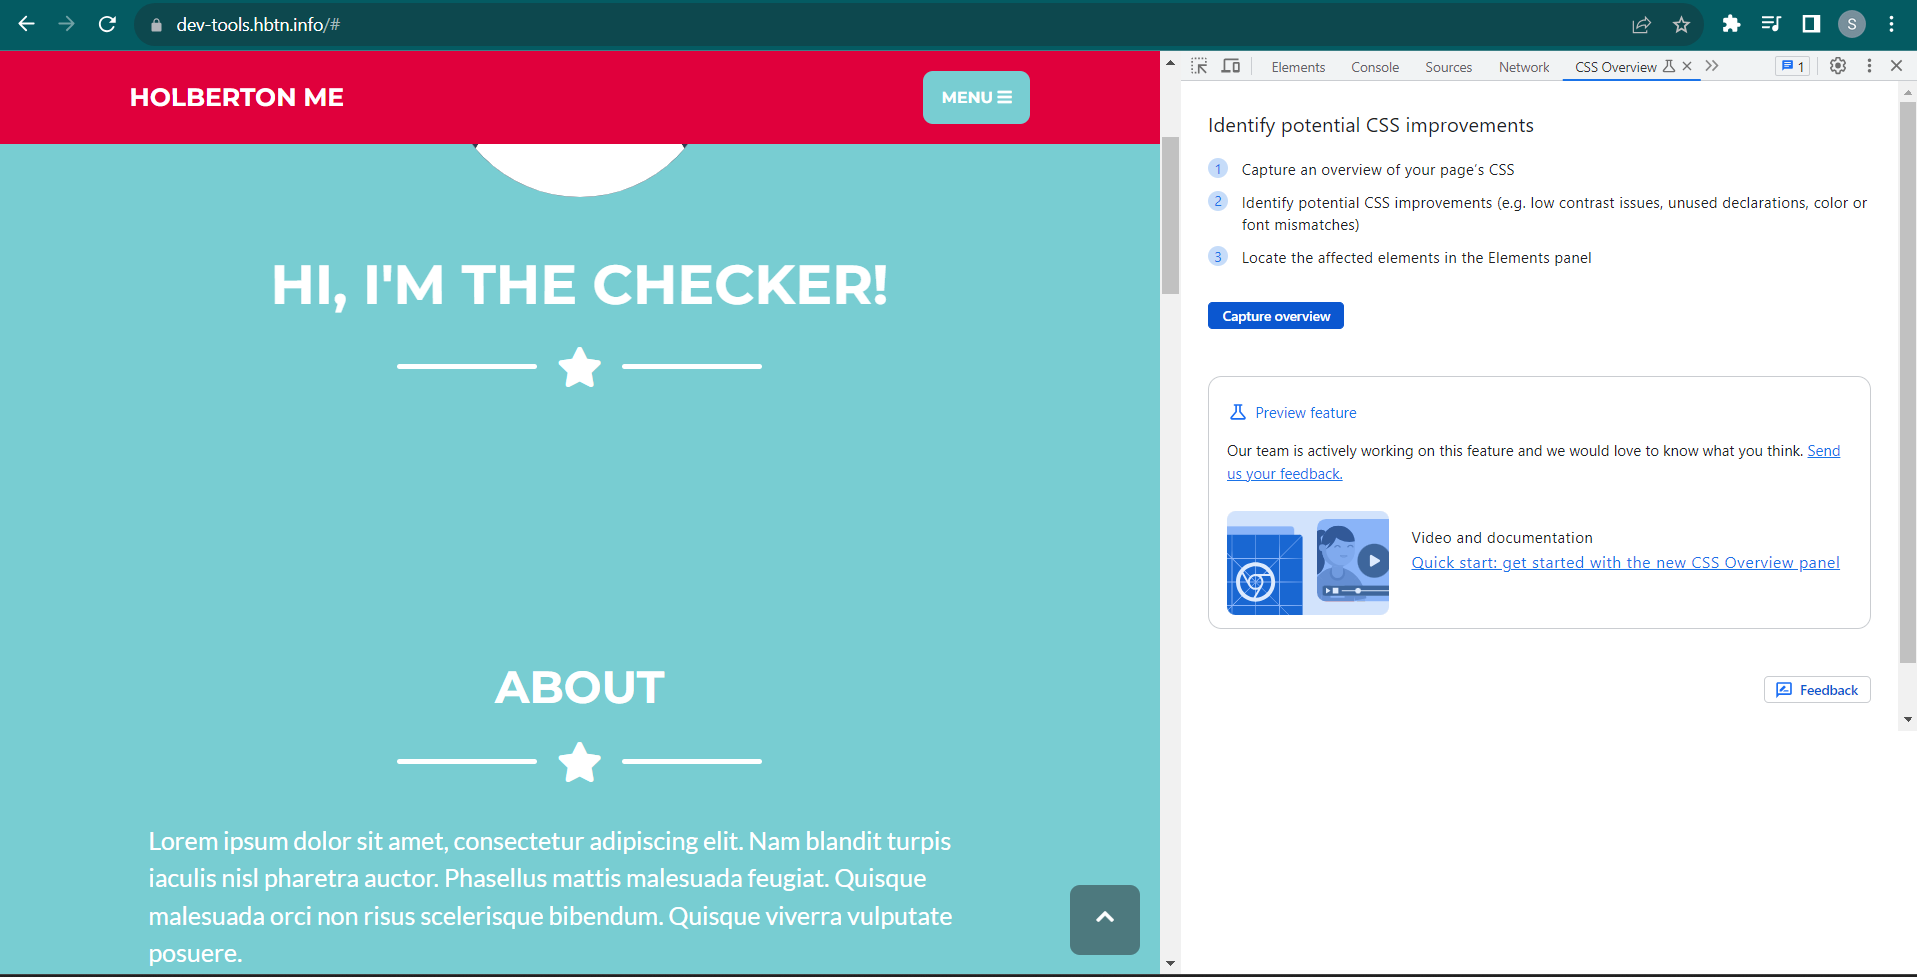 dev-tools.hbtn.info/#
S
HOLBERTON ME
MENU
HI, I'M THE CHECKER!
ABOUT
Lorem ipsum dolor sit amet, consectetur adipiscing elit. Nam blandit turpis
iaculis nisl pharetra auctor. Phasellus mattis malesuada feugiat. Quisque
malesuada orci non risus scelerisque bibendum. Quisque viverra vulputate
posuere.
Elements Console Sources Network CSS Overview 1
Identify potential CSS improvements
1 Capture an overview of your page's CSS
2 Identify potential CSS improvements (e.g. low contrast issues, unused declarations, color or
font mismatches)
3 Locate the affected elements in the Elements panel
Capture overview
Preview feature
Our team is actively working on this feature and we would love to know what you think. Send
us your feedback.
Video and documentation
Quick start: get started with the new CSS Overview panel
Feedback